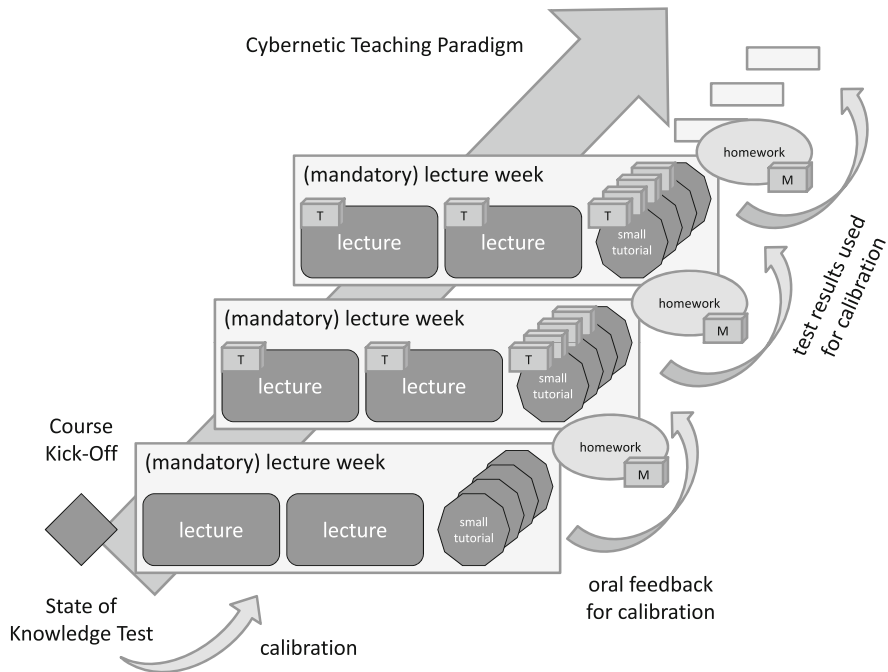 Cybernetic Teaching Paradigm
homework
M
(mandatory) lecture week
T
T
T
lecture
lecture
small
tutorial
test results used
for calibration
homework
M
(mandatory) lecture week
T
T
T
lecture
lecture
small
tutorial
Course
Kick-Off
homework
M
(mandatory) lecture week
lecture
lecture
small
tutorial
oral feedback
for calibration
State of
Knowledge Test
calibration